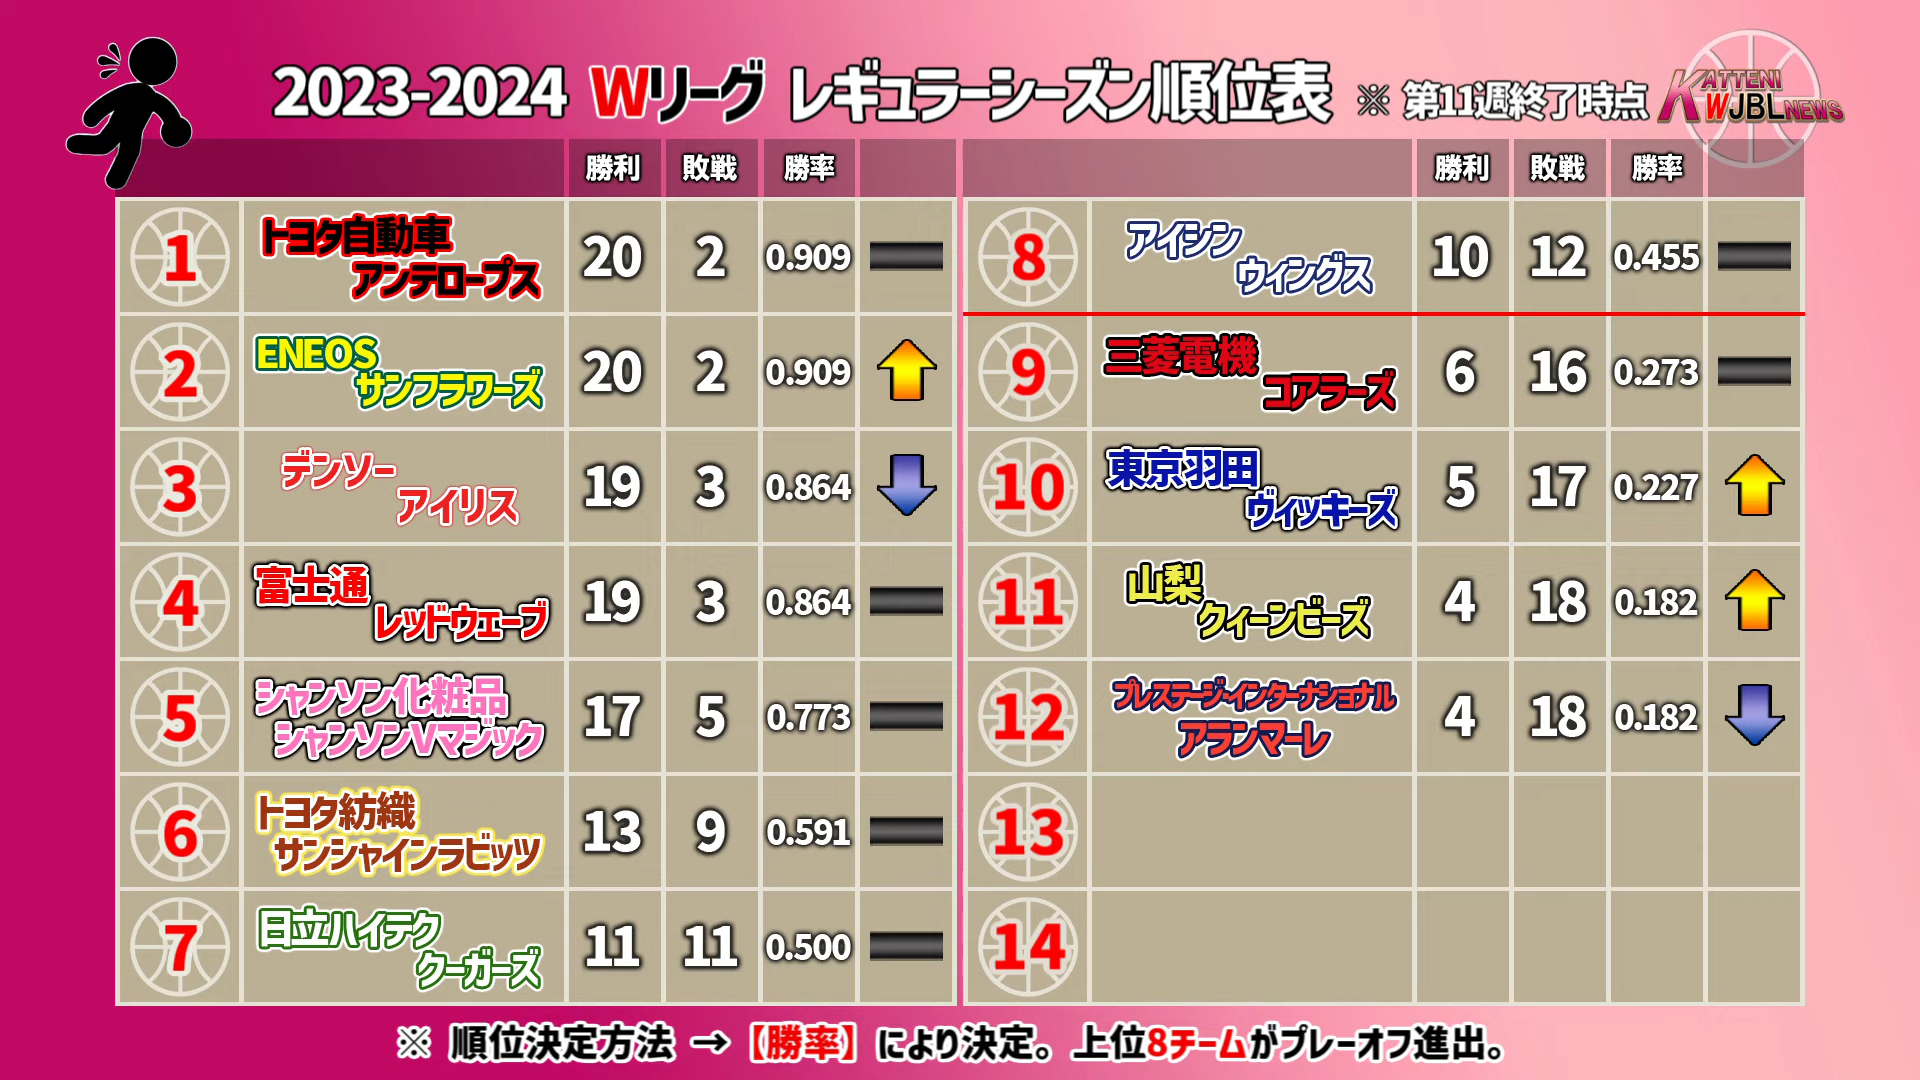 2023-2024 Wリーグ レギュラーシーズン順位表 ※ 第11週終了時点
KATTENI
WJBLNEWS
勝利 敗戦 勝率
1 トヨタ自動車
アンテロープス 20 2 0.909
2 ENEOS
サンフラワーズ 20 2 0.909
3 デンソー
アイリス 19 3 0.864
4 富士通
レッドウェーブ 19 3 0.864
5 シャンソン化粧品
シャンソンVマジック 17 5 0.773
6 トヨタ紡織
サンシャインラビッツ 13 9 0.591
7 日立ハイテク
クーガーズ 11 11 0.500
勝利 敗戦 勝率
8 アイシン
ウィングス 10 12 0.455
9 三菱電機
コアラーズ 6 16 0.273
10 東京羽田
ヴィッキーズ 5 17 0.227
11 山梨
クィーンビーズ 4 18 0.182
12 プレステージ・インターナショナル
アランマーレ 4 18 0.182
13
14
※ 順位決定方法 → 【勝率】により決定。上位8チームがプレーオフ進出。